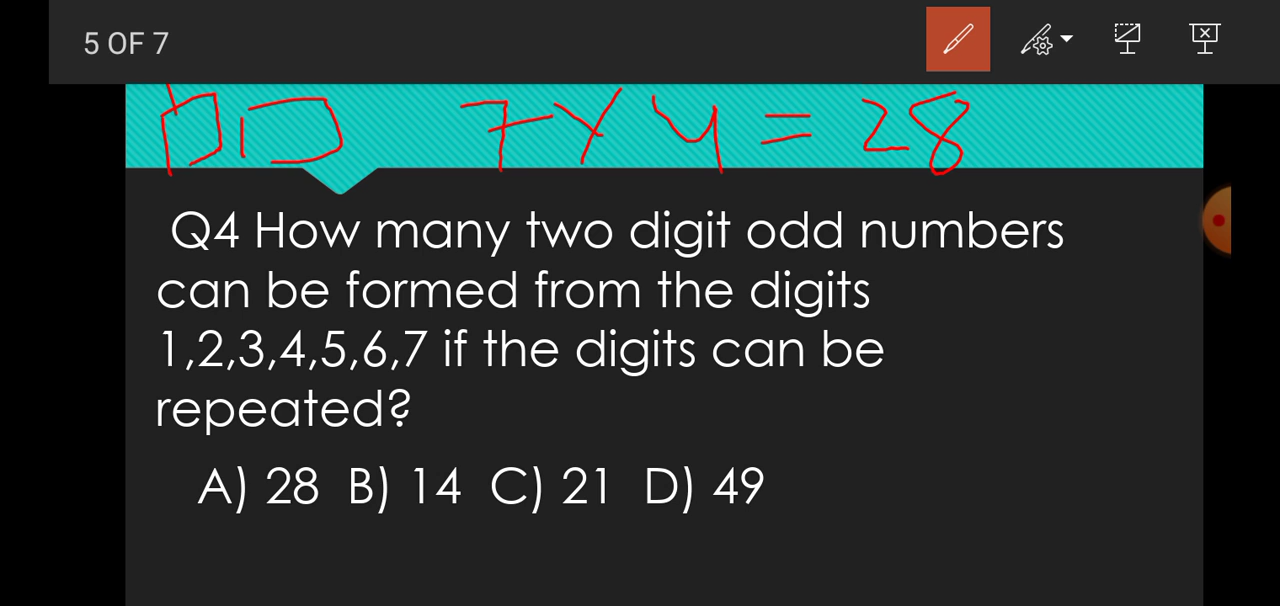 5 OF 7
7 x 4 = 28
Q4 How many two digit odd numbers
can be formed from the digits
1,2,3,4,5,6,7 if the digits can be
repeated?
A) 28 B) 14 C) 21 D) 49